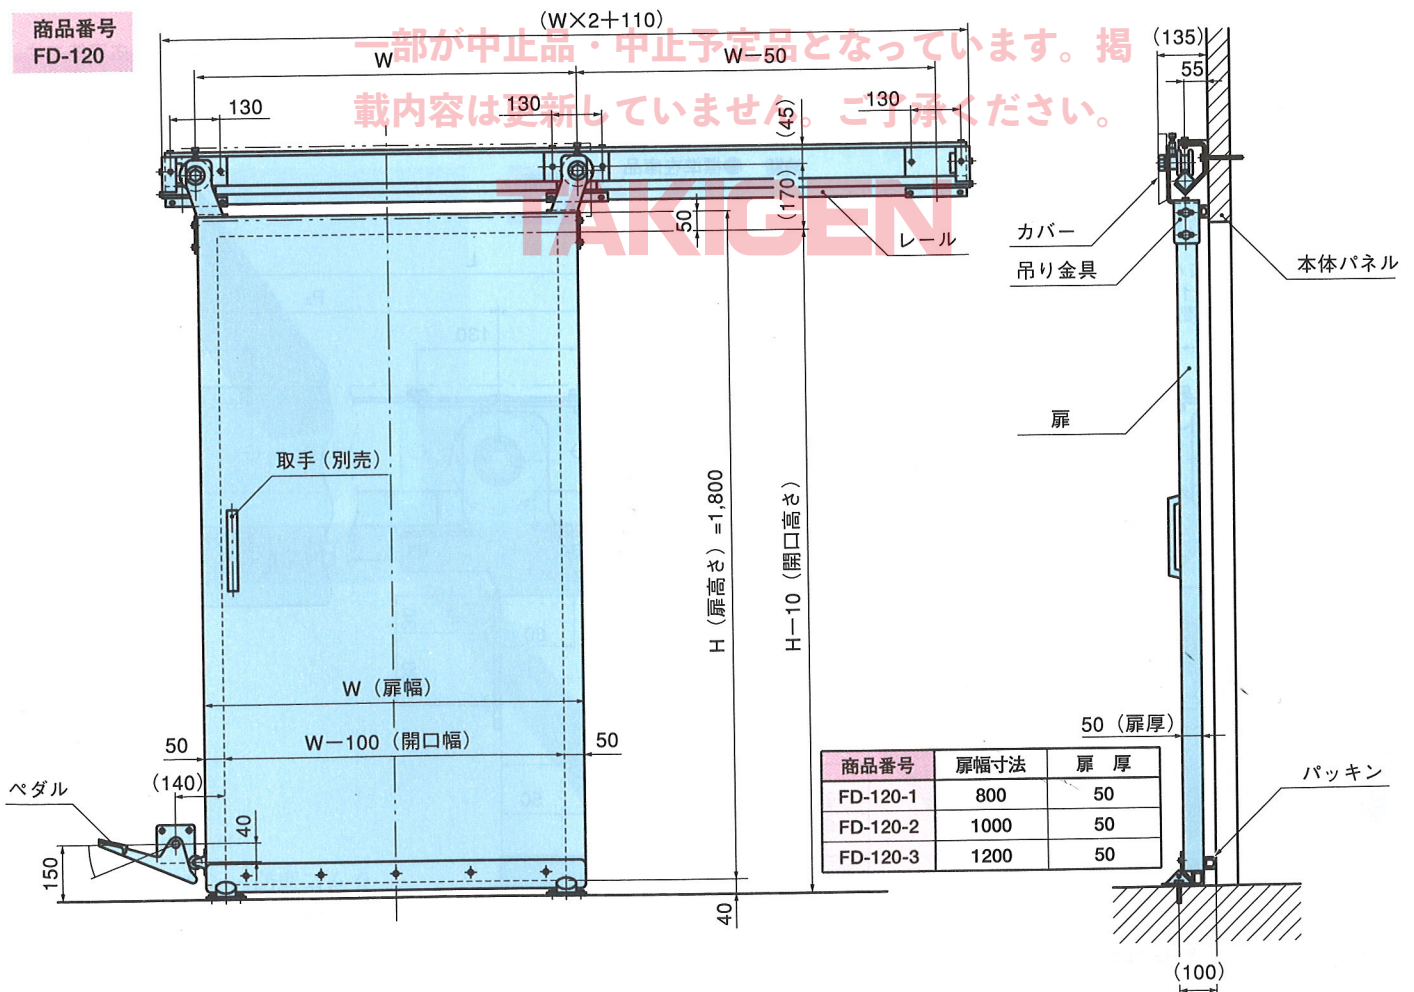 商品番号
FD-120
(W×2+110)
一部が中止品・中止予定品となっています。掲
載内容は更新していません。ご了承ください。
W
W-50
130
130
130
(45)
(170)
50
TAKIGEN
レール
(135)
55
カバー
吊り金具
本体パネル
扉
取手(別売)
H(扉高さ)=1,800
H-10(開口高さ)
W(扉幅)
W-100(開口幅)
50
50
(140)
ペダル
40
150
40
50(扉厚)
パッキン
(100)
商品番号 扉幅寸法 扉 厚
FD-120-1 800 50
FD-120-2 1000 50
FD-120-3 1200 50